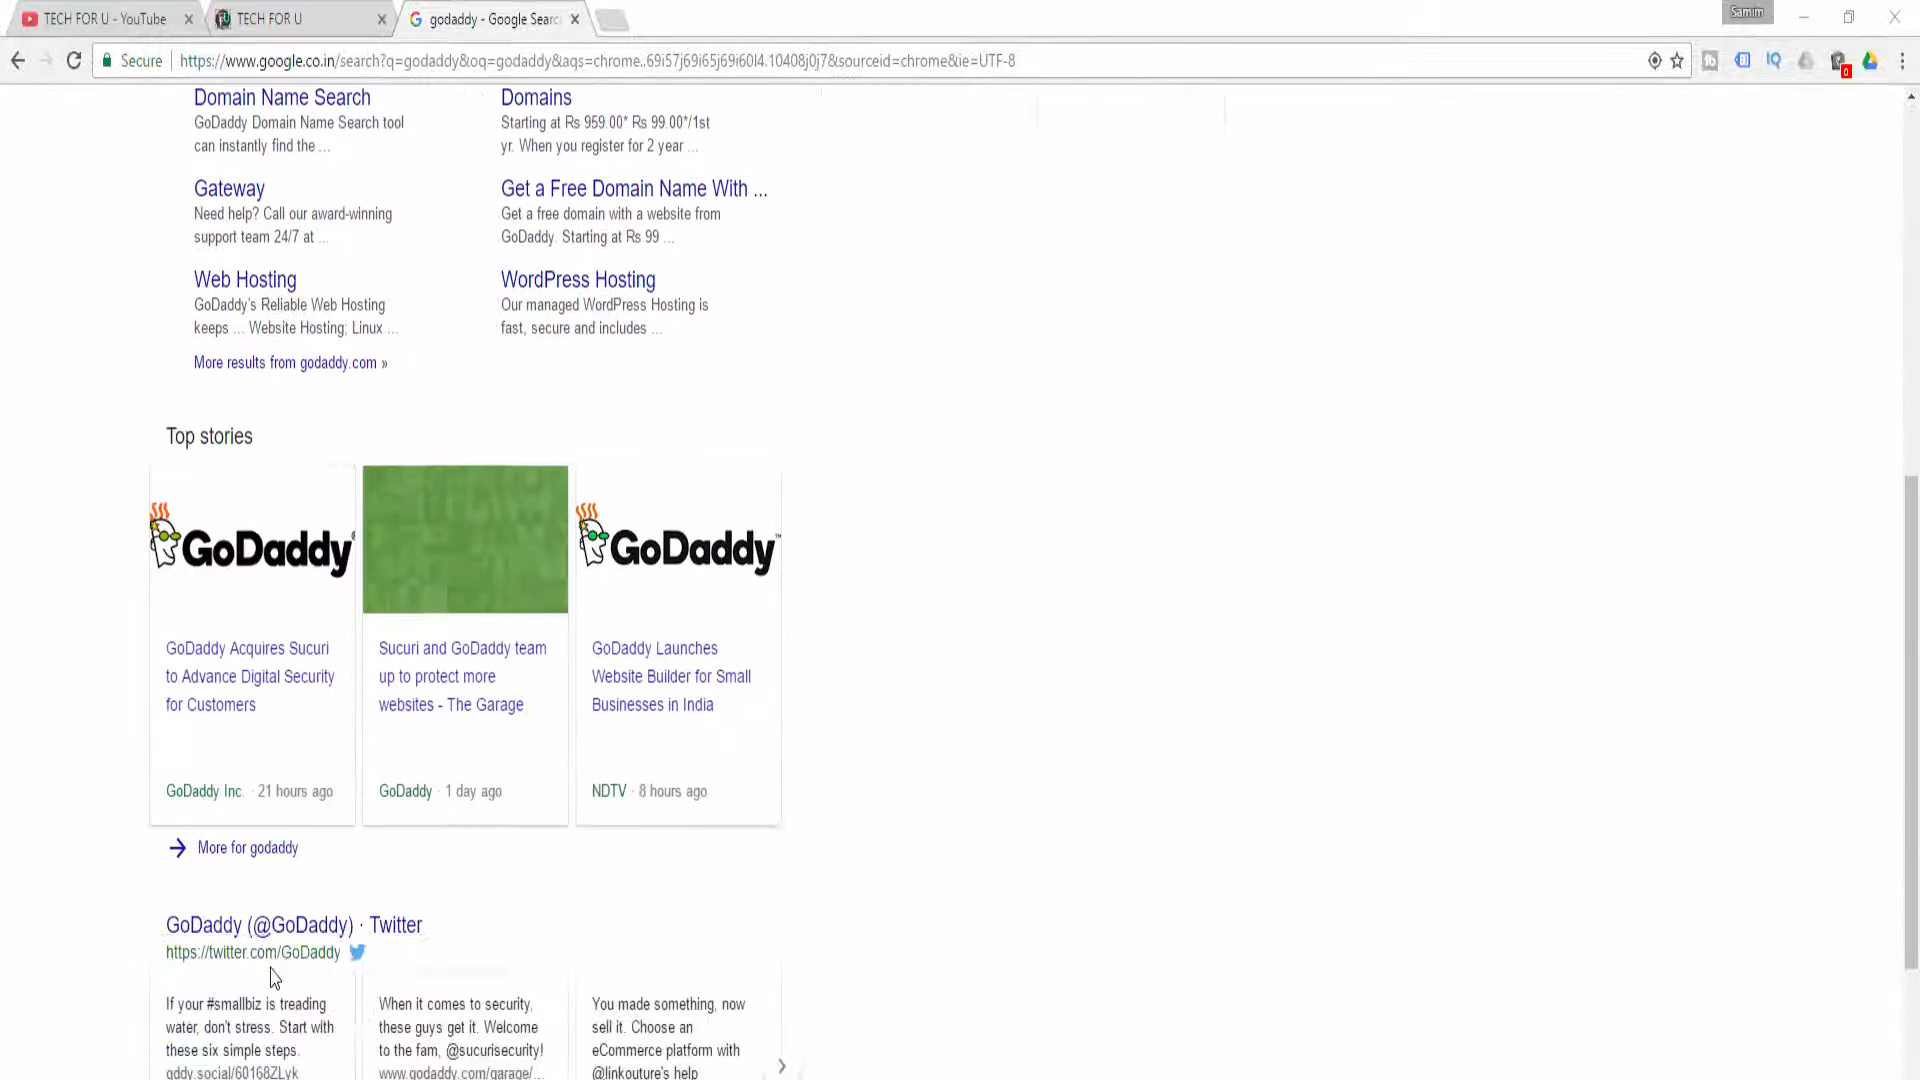 TECH FOR U - YouTube
TECH FOR U
godaddy - Google Searc
Samim
Secure
https://www.google.co.in/search?q=godaddy&oq=godaddy&aqs=chrome..69i57j69i65j69i60l4.10408j0j7&sourceid=chrome&ie=UTF-8
Domain Name Search
GoDaddy Domain Name Search tool
can instantly find the ...
Domains
Starting at Rs 959.00* Rs 99.00*/1st
yr. When you register for 2 year ...
Gateway
Need help? Call our award-winning
support team 24/7 at ...
Get a Free Domain Name With ...
Get a free domain with a website from
GoDaddy. Starting at Rs 99 ...
Web Hosting
GoDaddy's Reliable Web Hosting
keeps ... Website Hosting; Linux ...
WordPress Hosting
Our managed WordPress Hosting is
fast, secure and includes ...
More results from godaddy.com »
Top stories
GoDaddy
GoDaddy™
GoDaddy Acquires Sucuri
to Advance Digital Security
for Customers
GoDaddy Inc. · 21 hours ago
Sucuri and GoDaddy team
up to protect more
websites - The Garage
GoDaddy · 1 day ago
GoDaddy Launches
Website Builder for Small
Businesses in India
NDTV · 8 hours ago
More for godaddy
GoDaddy (@GoDaddy) · Twitter
https://twitter.com/GoDaddy
If your #smallbiz is treading
water, don't stress. Start with
these six simple steps.
gddy.social/60168ZLyk
When it comes to security,
these guys get it. Welcome
to the fam, @sucurisecurity!
www.godaddy.com/garage/...
You made something, now
sell it. Choose an
eCommerce platform with
@linkouture's help